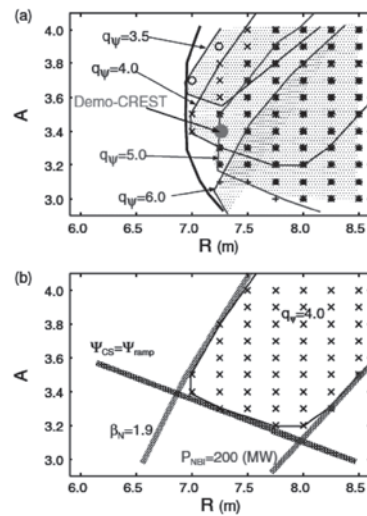 (a)
4.0
3.8
3.6
3.4
3.2
3.0
A
qψ=3.5
qψ=4.0
Demo-CREST
qψ=5.0
qψ=6.0
6.0 6.5 7.0 7.5 8.0 8.5
R (m)
(b)
4.0
3.8
3.6
3.4
3.2
3.0
A
qψ=4.0
ΨCS=Ψramp
βN=1.9
PNBI=200 (MW)
6.0 6.5 7.0 7.5 8.0 8.5
R (m)